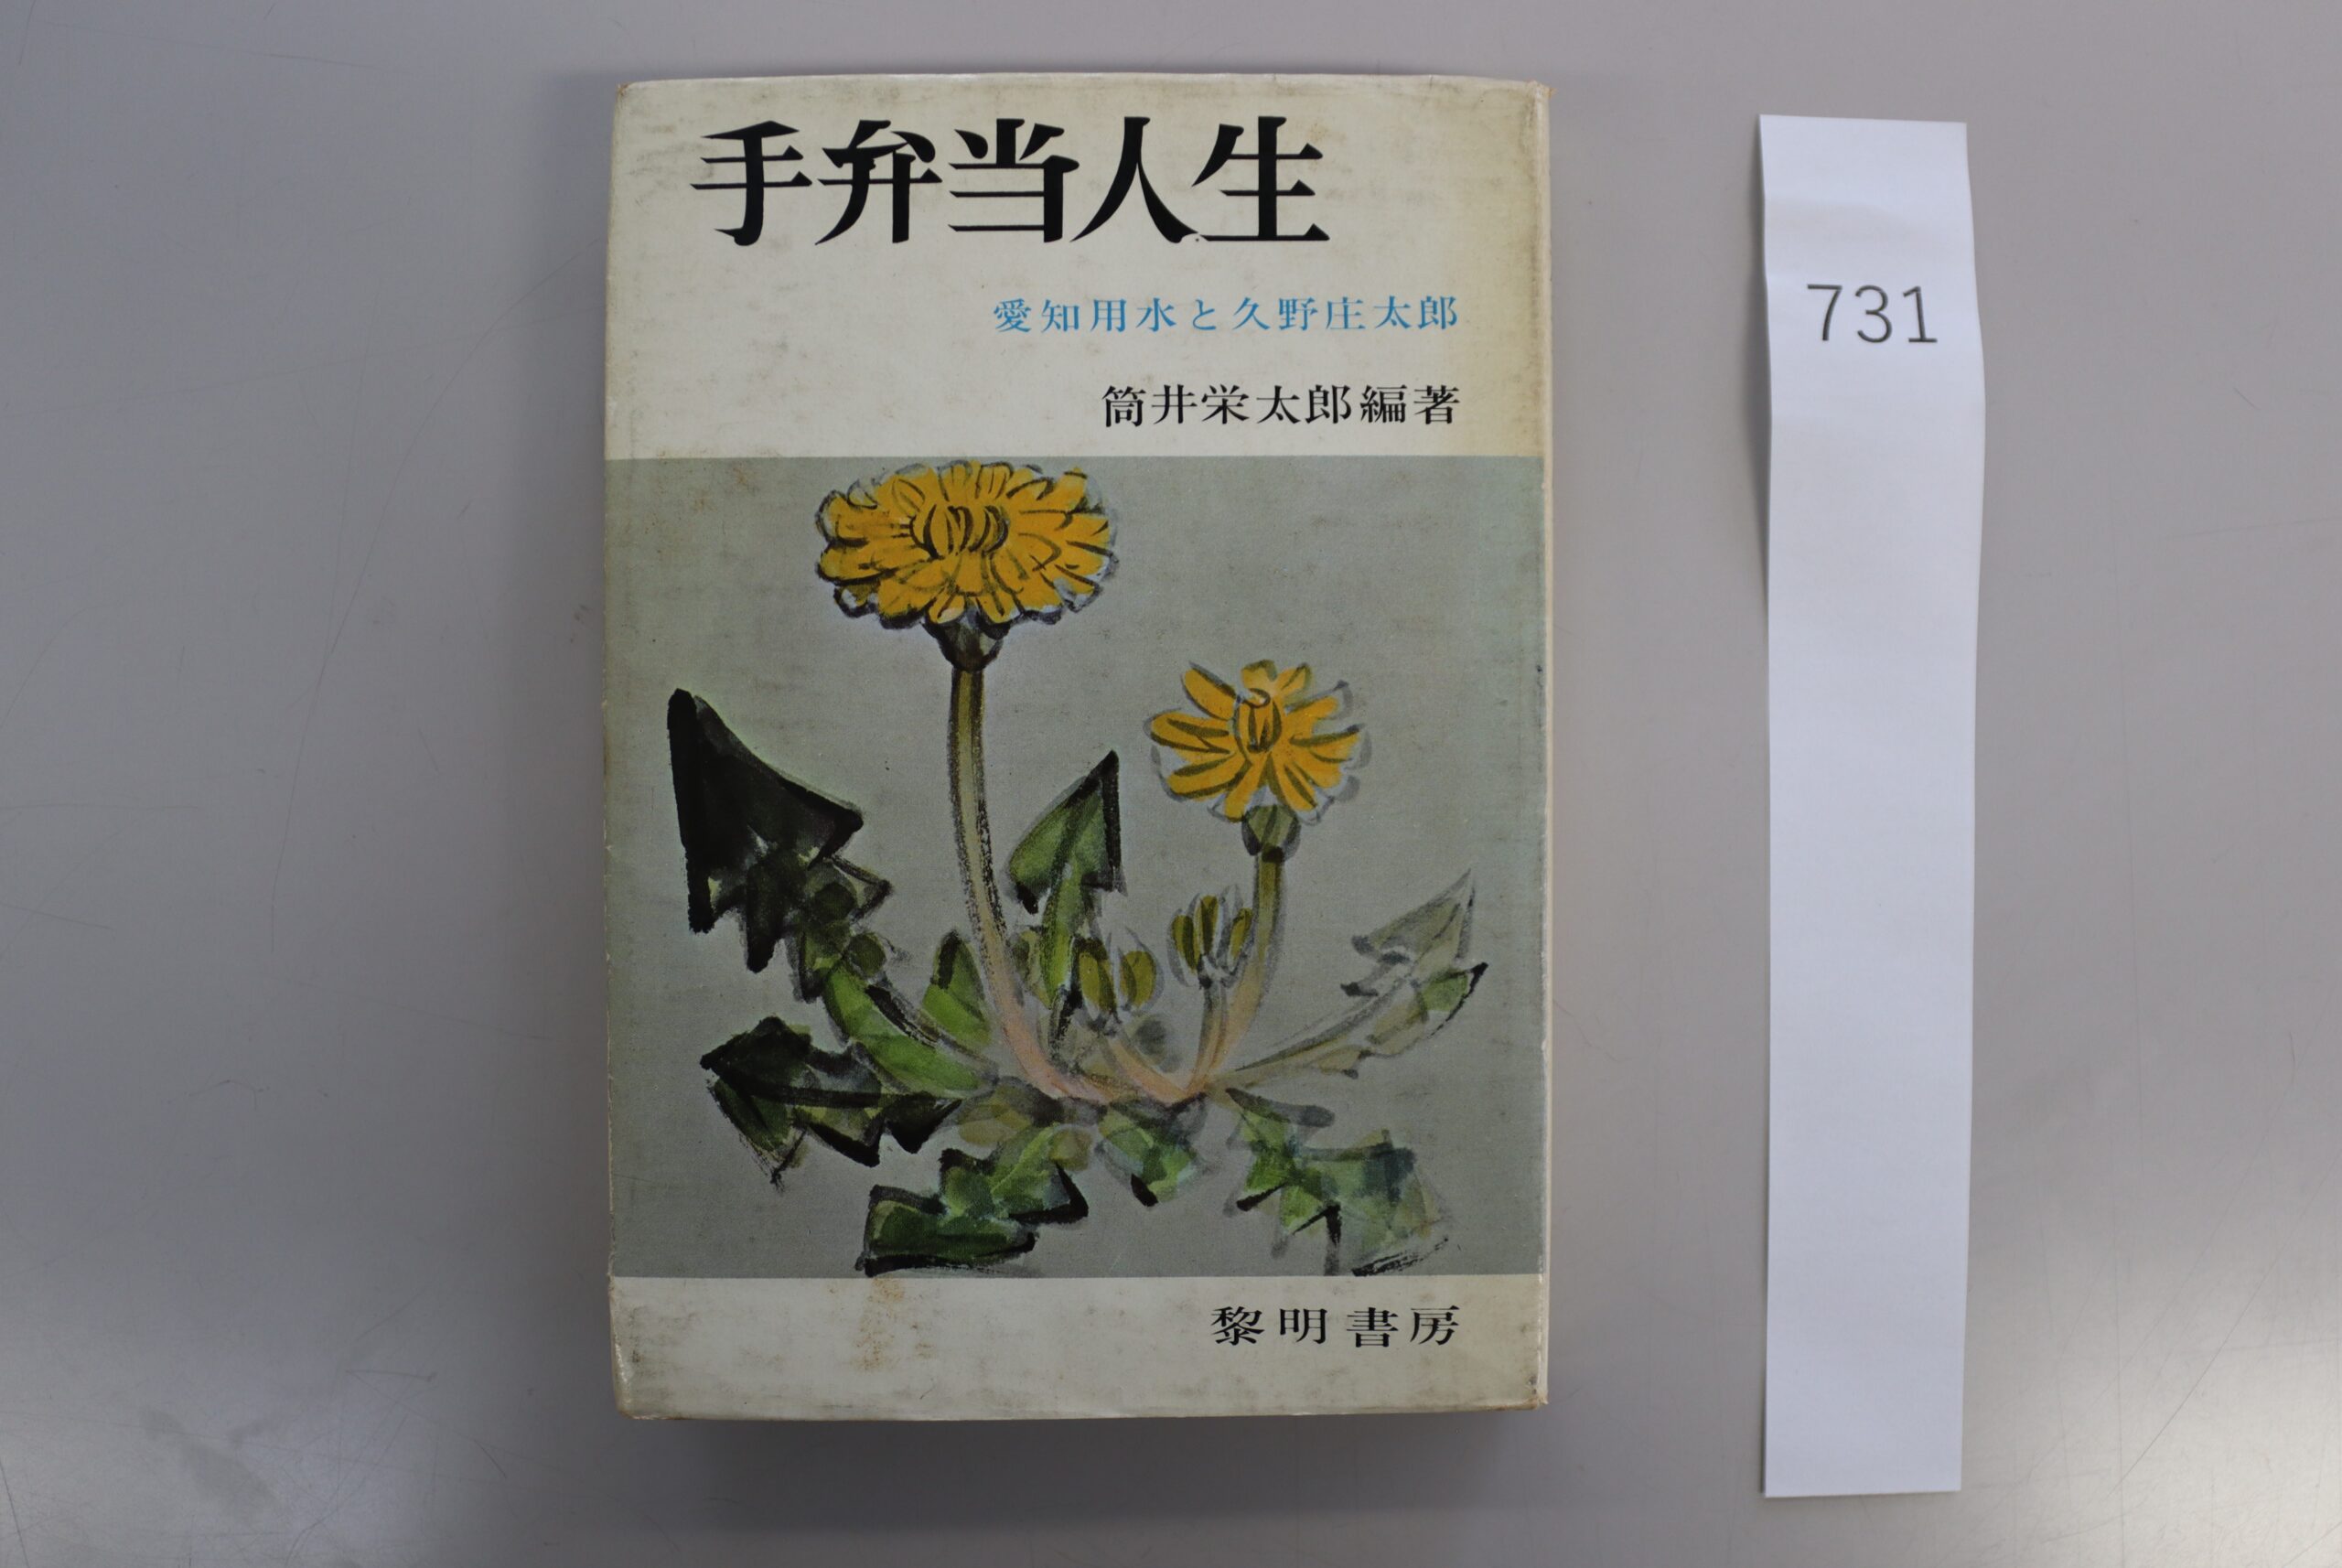 手弁当人生
愛知用水と久野庄太郎
筒井栄太郎編著
黎明書房
731